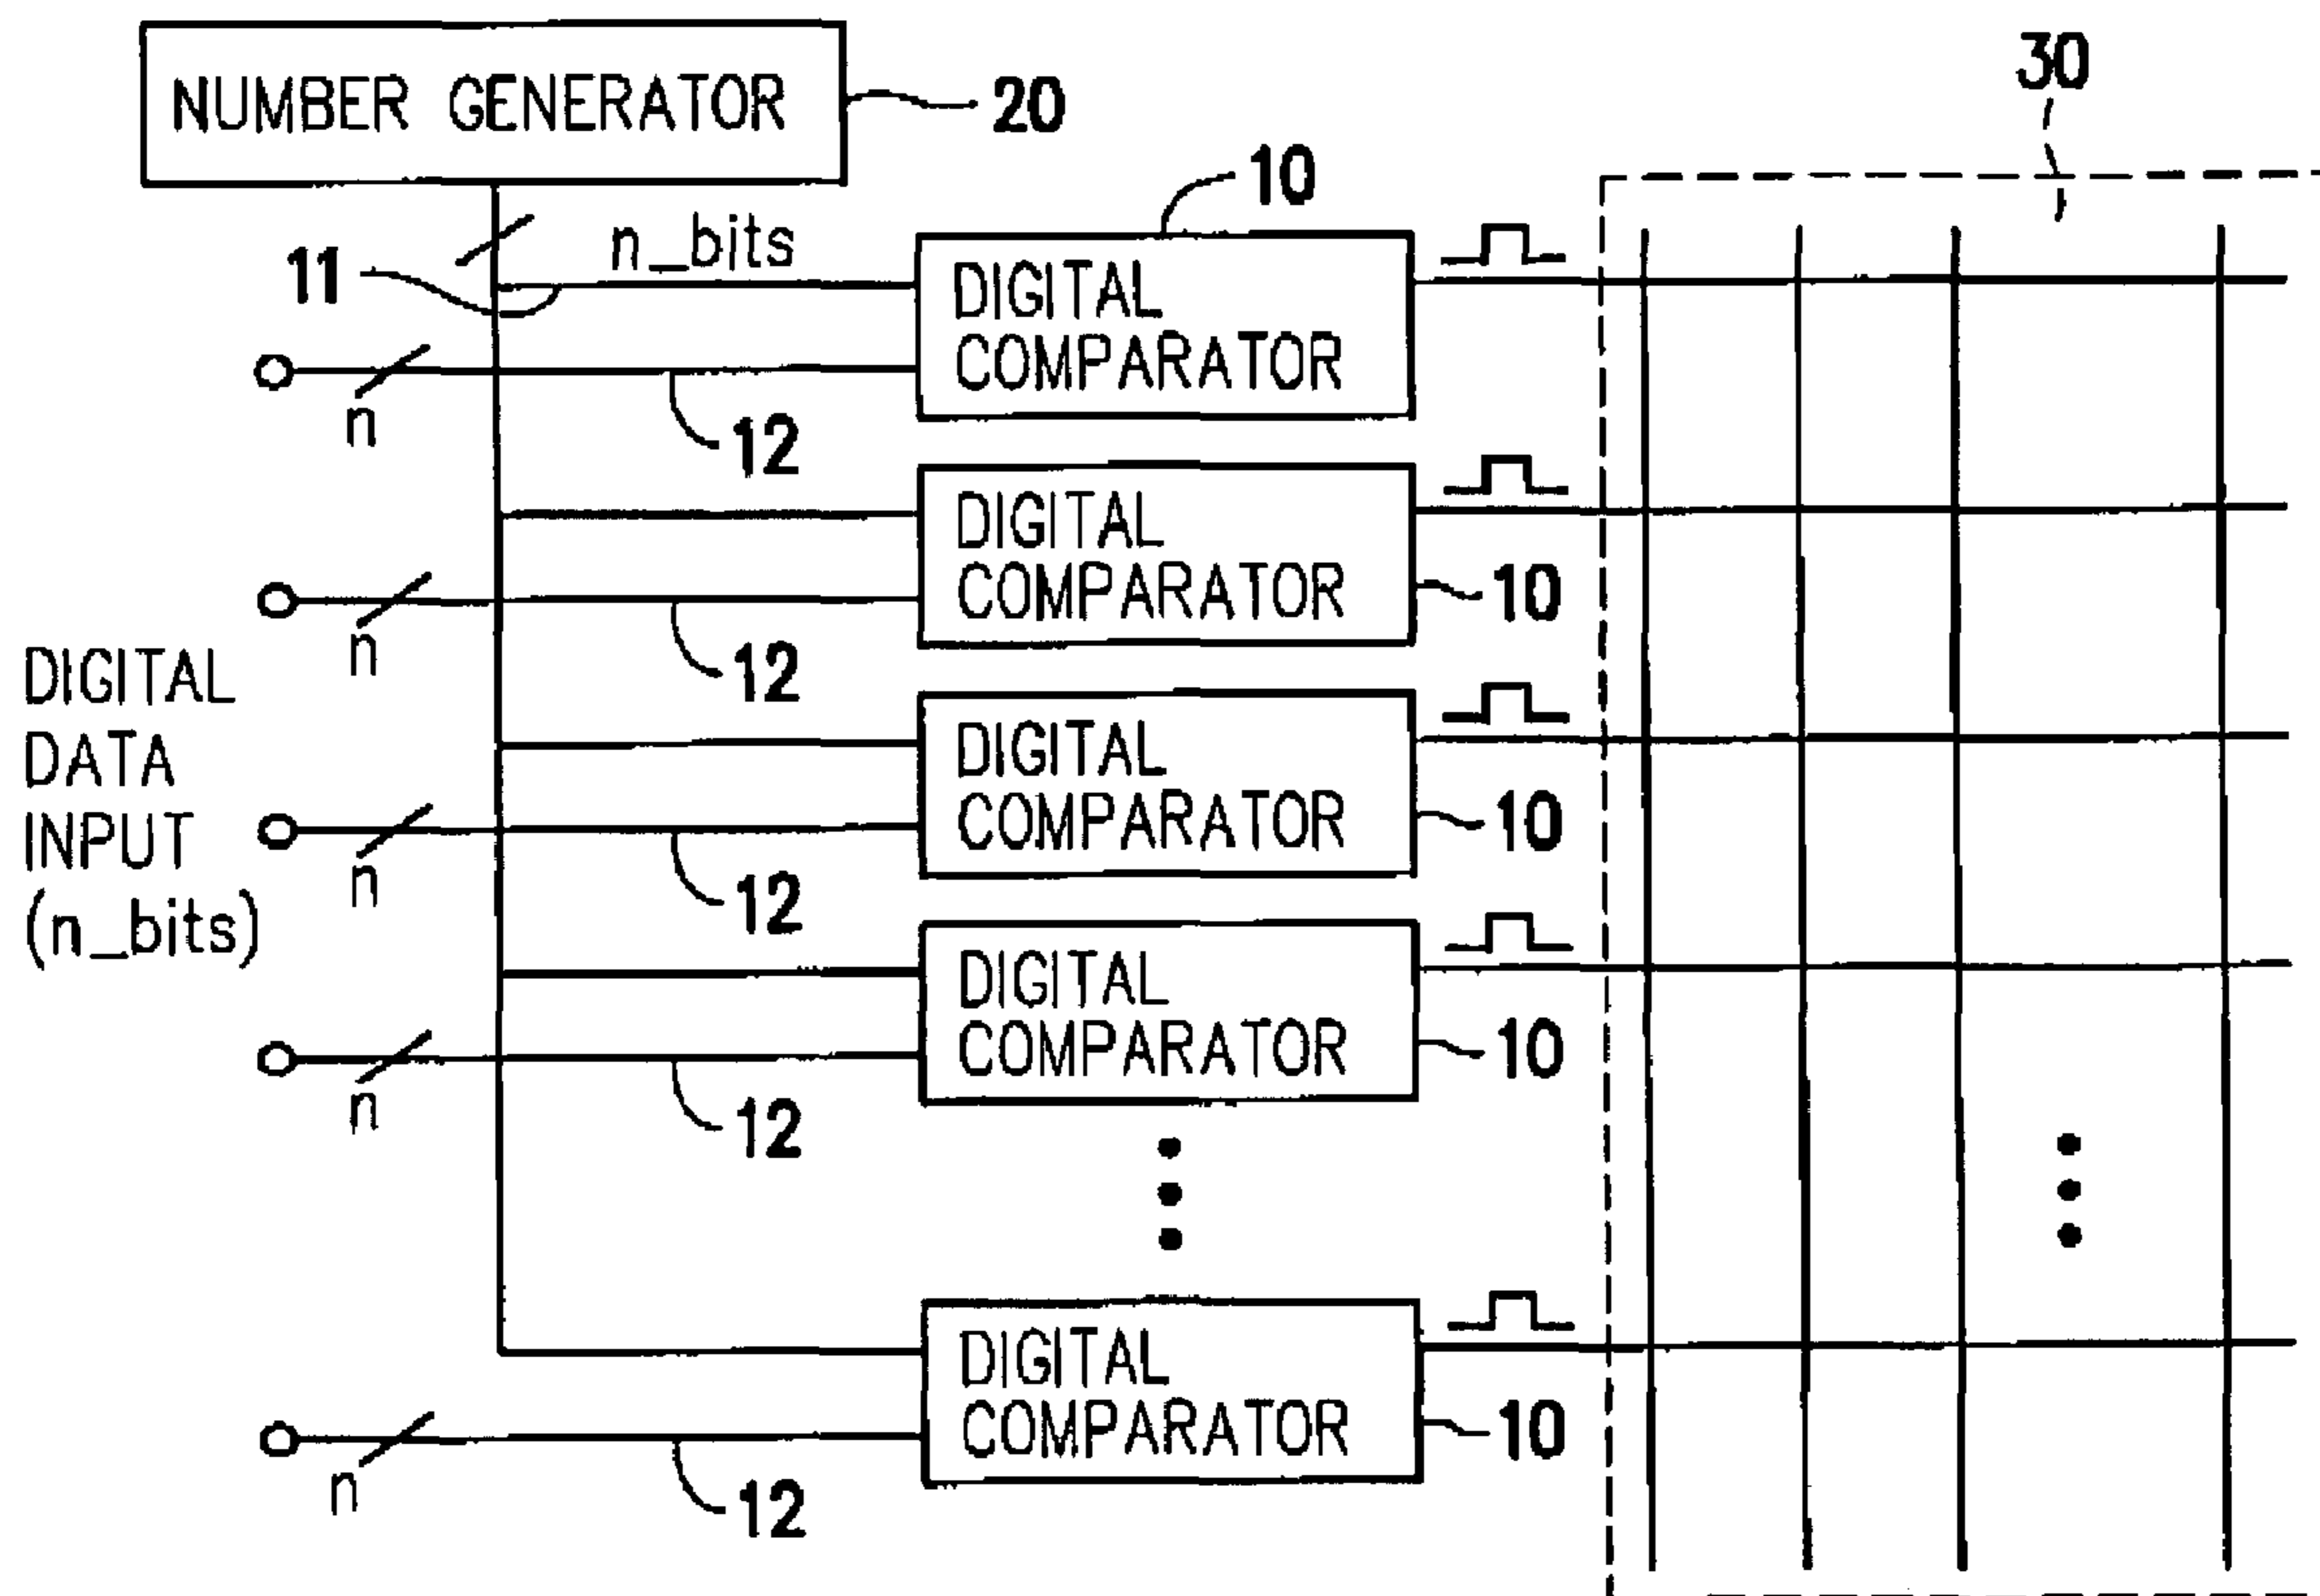 30
NUMBER GENERATOR
20
10
n_bits
11
DIGITAL
COMPARATOR
n
12
DIGITAL
COMPARATOR
10
n
12
DIGITAL
DATA
INPUT
(n_bits)
DIGITAL
COMPARATOR
10
n
12
DIGITAL
COMPARATOR
10
n
12
DIGITAL
COMPARATOR
10
n
12